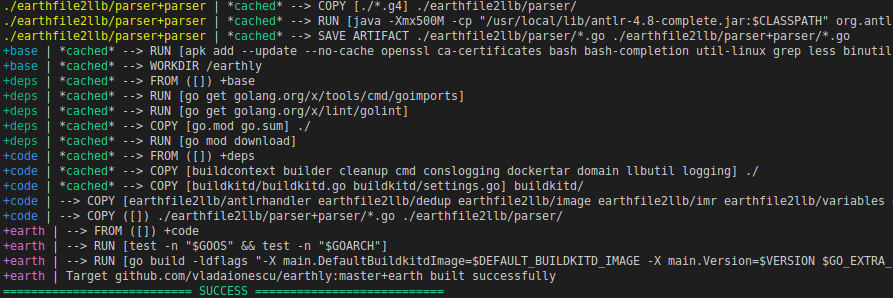 ./earthfile2llb/parser+parser | *cached* --> COPY [./*.g4] ./earthfile2llb/parser/
./earthfile2llb/parser+parser | *cached* --> RUN [java -Xmx500M -cp "/usr/local/lib/antlr-4.8-complete.jar:$CLASSPATH" org.antl
./earthfile2llb/parser+parser | *cached* --> SAVE ARTIFACT ./earthfile2llb/parser/*.go ./earthfile2llb/parser+parser/*.go
+base | *cached* --> RUN [apk add --update --no-cache openssl ca-certificates bash bash-completion util-linux grep less binutil
+base | *cached* --> WORKDIR /earthly
+deps | *cached* --> FROM ([]) +base
+deps | *cached* --> RUN [go get golang.org/x/tools/cmd/goimports]
+deps | *cached* --> RUN [go get golang.org/x/lint/golint]
+deps | *cached* --> COPY [go.mod go.sum] ./
+deps | *cached* --> RUN [go mod download]
+code | *cached* --> FROM ([]) +deps
+code | *cached* --> COPY [buildcontext builder cleanup cmd conslogging dockertar domain llbutil logging] ./
+code | *cached* --> COPY [buildkitd/buildkitd.go buildkitd/settings.go] buildkitd/
+code | --> COPY [earthfile2llb/antlrhandler earthfile2llb/dedup earthfile2llb/image earthfile2llb/imr earthfile2llb/variables
+code | --> COPY ([]) ./earthfile2llb/parser+parser/*.go ./earthfile2llb/parser/
+earth | --> FROM ([]) +code
+earth | --> RUN [test -n "$GOOS" && test -n "$GOARCH"]
+earth | --> RUN [go build -ldflags "-X main.DefaultBuildkitdImage=$DEFAULT_BUILDKITD_IMAGE -X main.Version=$VERSION $GO_EXTRA_
+earth | Target github.com/vladaionescu/earthly:master+earth built successfully
=========================== SUCCESS ===========================